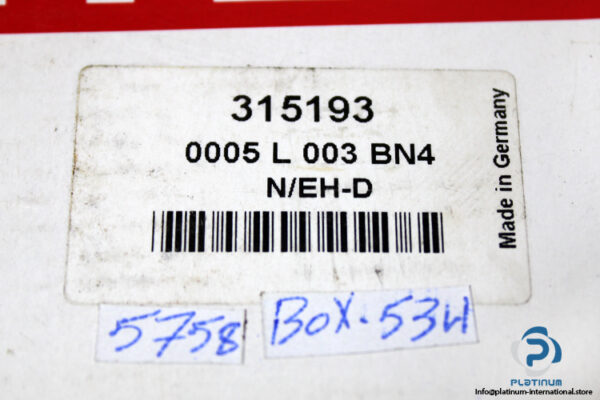 315193
0005 L 003 BN4
N/EH-D
Made in Germany
5758
BOX-534
PLATINUM
Info@platinum-international.store